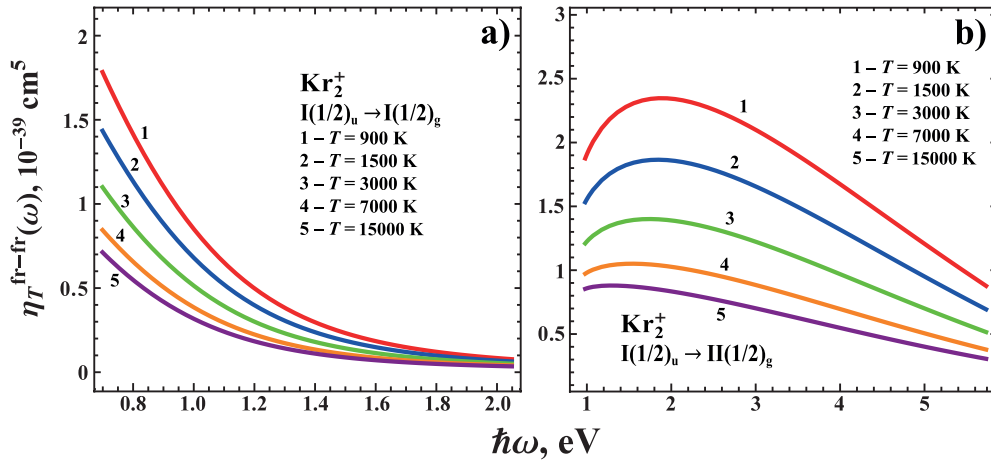 η_T^fr-fr(ω), 10⁻³⁹ cm⁵
2
1.5
1
0.5
0
a)
Kr₂⁺
I(1/2)ᵤ → I(1/2)_g
1 – T = 900 K
2 – T = 1500 K
3 – T = 3000 K
4 – T = 7000 K
5 – T = 15000 K
1
2
3
4
5
0.8 1.0 1.2 1.4 1.6 1.8 2.0
3
2.5
2
1.5
1
0.5
b)
1 – T = 900 K
2 – T = 1500 K
3 – T = 3000 K
4 – T = 7000 K
5 – T = 15000 K
1
2
3
4
5
Kr₂⁺
I(1/2)ᵤ → II(1/2)_g
1 2 3 4 5
ℏω, eV